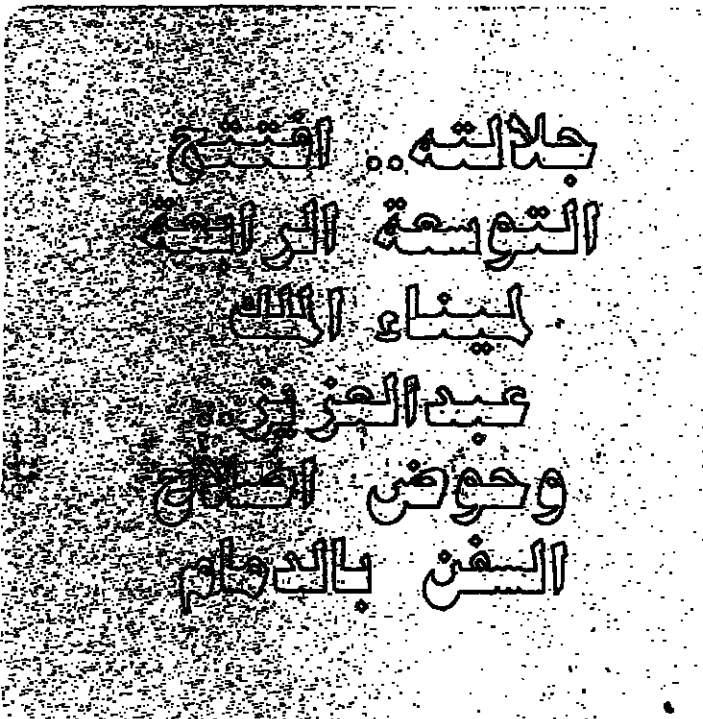 جلالته.. افتتح
التوسعة الرابعة
لميناء الملك
عبدالعزيز..
وحوض اصلاح
السفن بالدمام